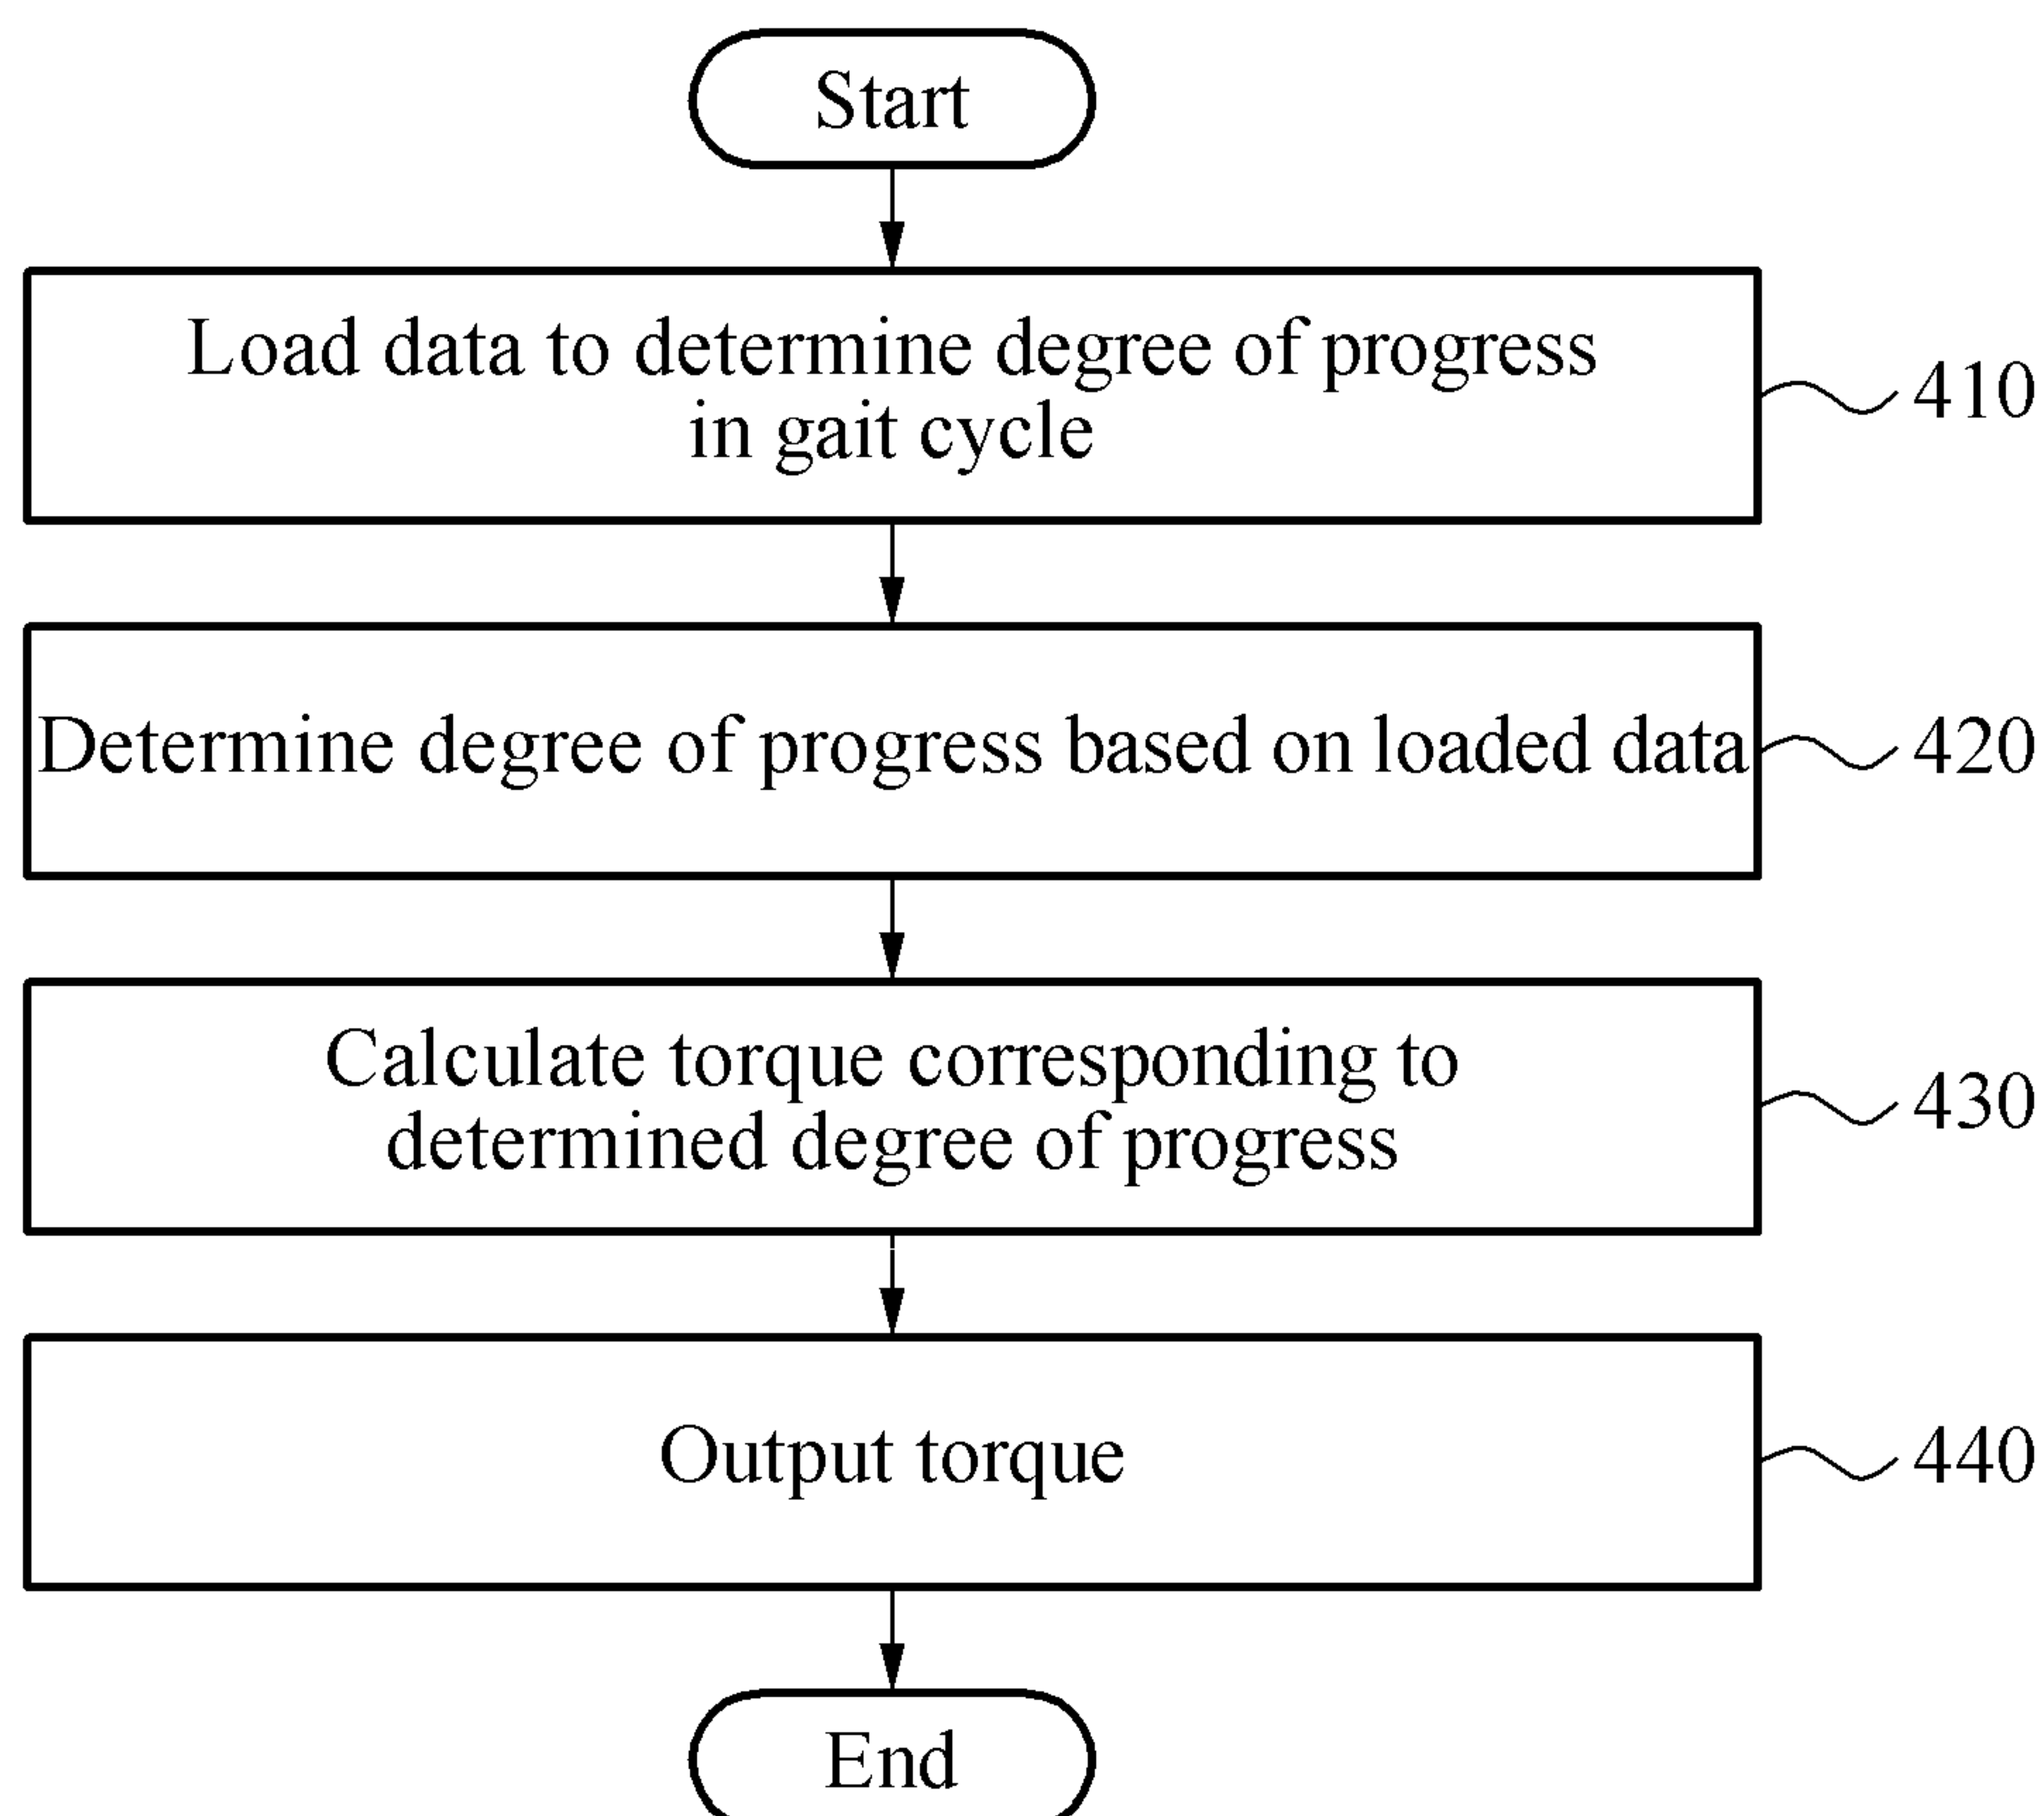 Start
Load data to determine degree of progress
in gait cycle
410
Determine degree of progress based on loaded data
420
Calculate torque corresponding to
determined degree of progress
430
Output torque
440
End